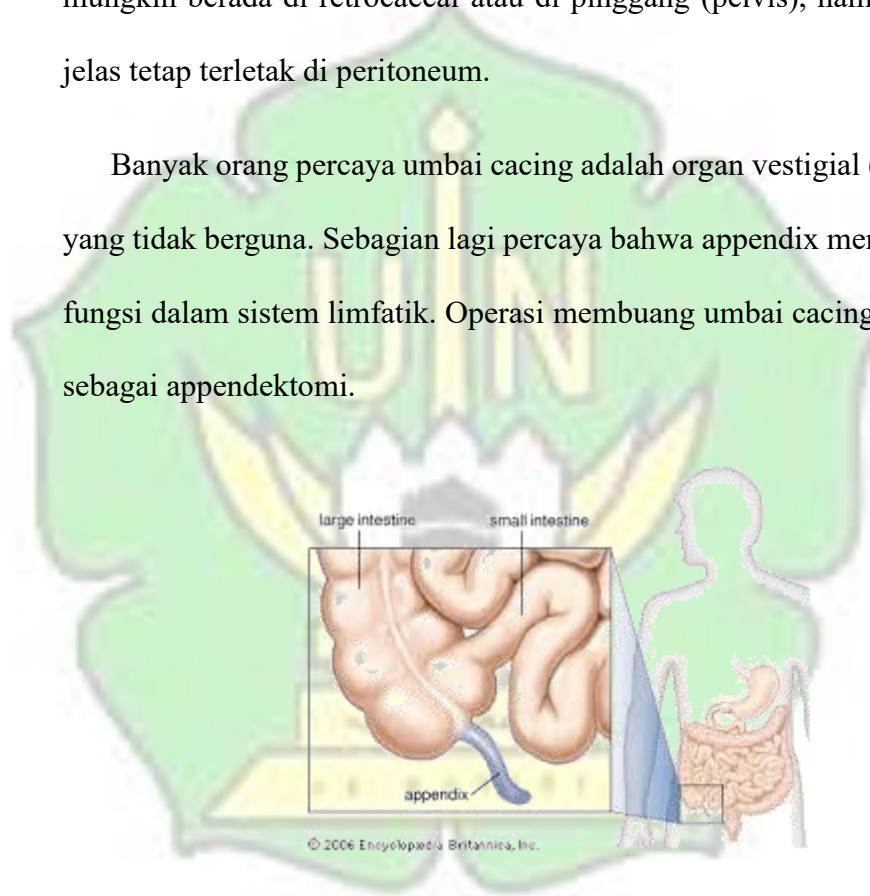 mungkin berada di retrocaecal atau di pinggang (pelvis), nam
jelas tetap terletak di peritoneum.
Banyak orang percaya umbai cacing adalah organ vestigial (
yang tidak berguna. Sebagian lagi percaya bahwa appendix mem
fungsi dalam sistem limfatik. Operasi membuang umbai cacing
sebagai appendektomi.
UIN
large intestine
small intestine
appendix
© 2006 Encyclopædia Britannica, Inc.